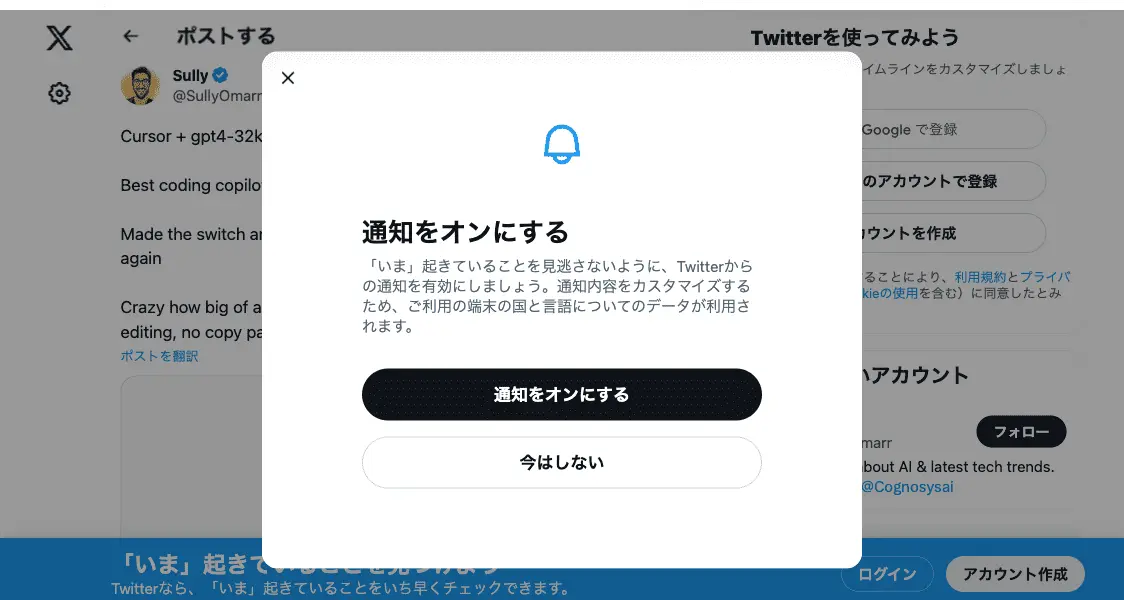 ポストする
Sully
@SullyOmarr
Cursor + gpt4-32k
Best coding
Made the switch
again
Crazy how big of a
editing, no copy
ポストを翻訳
通知をオンにする
「いま」起きていることを見逃さないように、Twitterから
の通知を有効にしましょう。通知内容をカスタマイズする
ため、ご利用の端末の国と言語についてのデータが利用さ
れます。
通知をオンにする
今はしない
Twitterを使ってみよう
イムラインをカスタマイズしましょ
Google で登録
のアカウントで登録
カウントを作成
ることにより、利用規約とプライバ
kieの使用を含む）に同意したとみ
いアカウント
marr
フォロー
bout AI & latest tech trends.
@Cognosysai
「いま」起きていることを見つけよう
Twitterなら、「いま」起きていることをいち早くチェックできます。
ログイン
アカウント作成